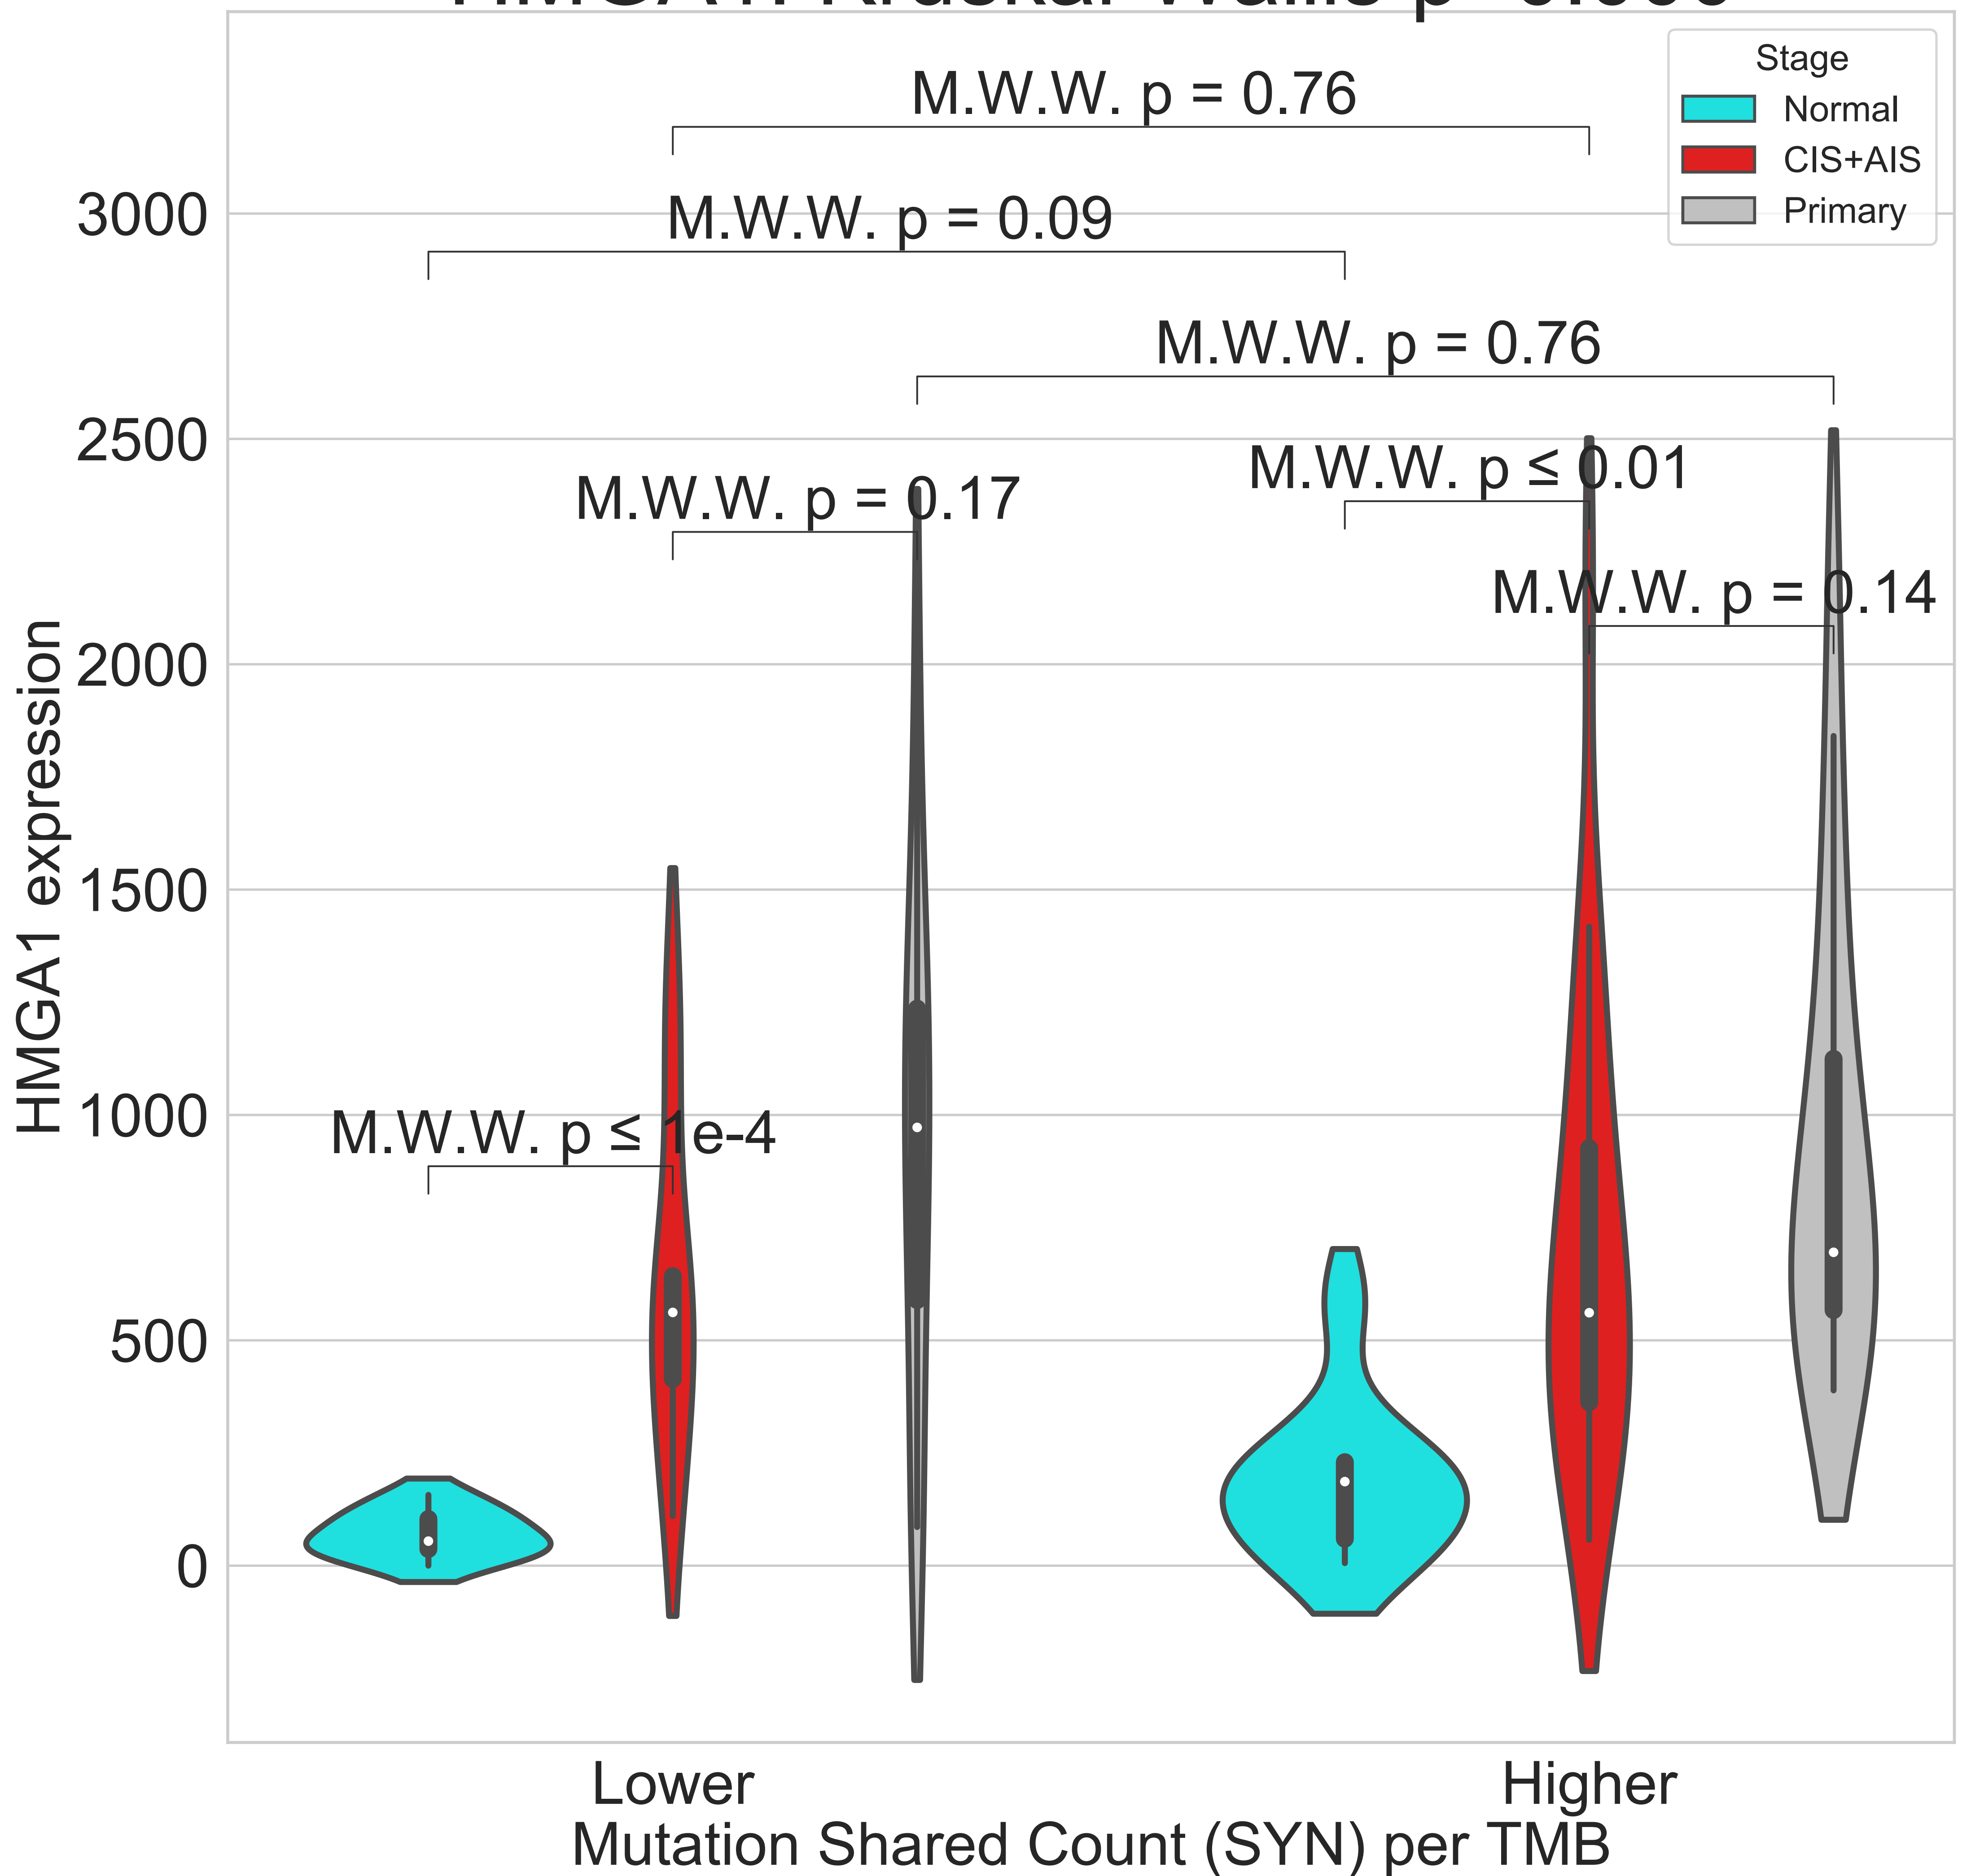 Stage
Normal
CIS+AIS
Primary
M.W.W. p = 0.76
M.W.W. p = 0.09
M.W.W. p = 0.76
M.W.W. p ≤ 0.01
M.W.W. p = 0.17
M.W.W. p = 0.14
M.W.W. p ≤ 1e-4
3000
2500
2000
1500
1000
500
0
HMGA1 expression
Lower
Higher
Mutation Shared Count (SYN) per TMB